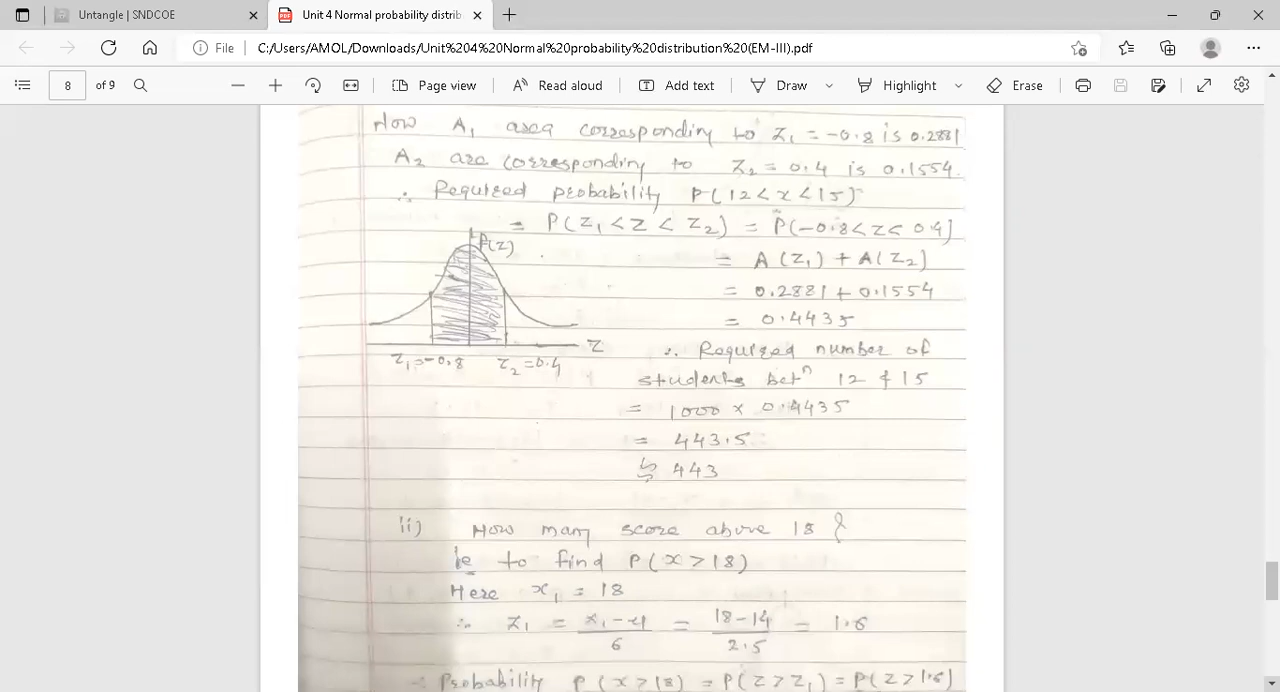 Untangle | SNDCOE
Unit 4 Normal probability distrib
File C:/Users/AMOL/Downloads/Unit%204%20Normal%20probability%20distribution%20(EM-III).pdf
8 of 9 Page view Read aloud Add text Draw Highlight Erase
Now A₁ area corresponding to Z₁ = -0.8 is 0.2881
A₂ are corresponding to Z₂ = 0.4 is 0.1554.
∴ Required probability P(12 < x < 15)
= P(Z₁ < Z < Z₂) = P(-0.8 < Z < 0.4)
P(Z)
= A(Z₁) + A(Z₂)
= 0.2881 + 0.1554
= 0.4435
Z
Z₁ = -0.8 Z₂ = 0.4
∴ Required number of
students betⁿ 12 & 15
= 1000 × 0.4435
= 443.5
≈ 443
ii) How many score above 18 ?
ie to find P(x > 18)
Here x₁ = 18
∴ Z₁ = (x₁ - μ)/σ = (18 - 14)/2.5 = 1.6
∴ Probability P(x > 18) = P(Z > Z₁) = P(Z > 1.6)